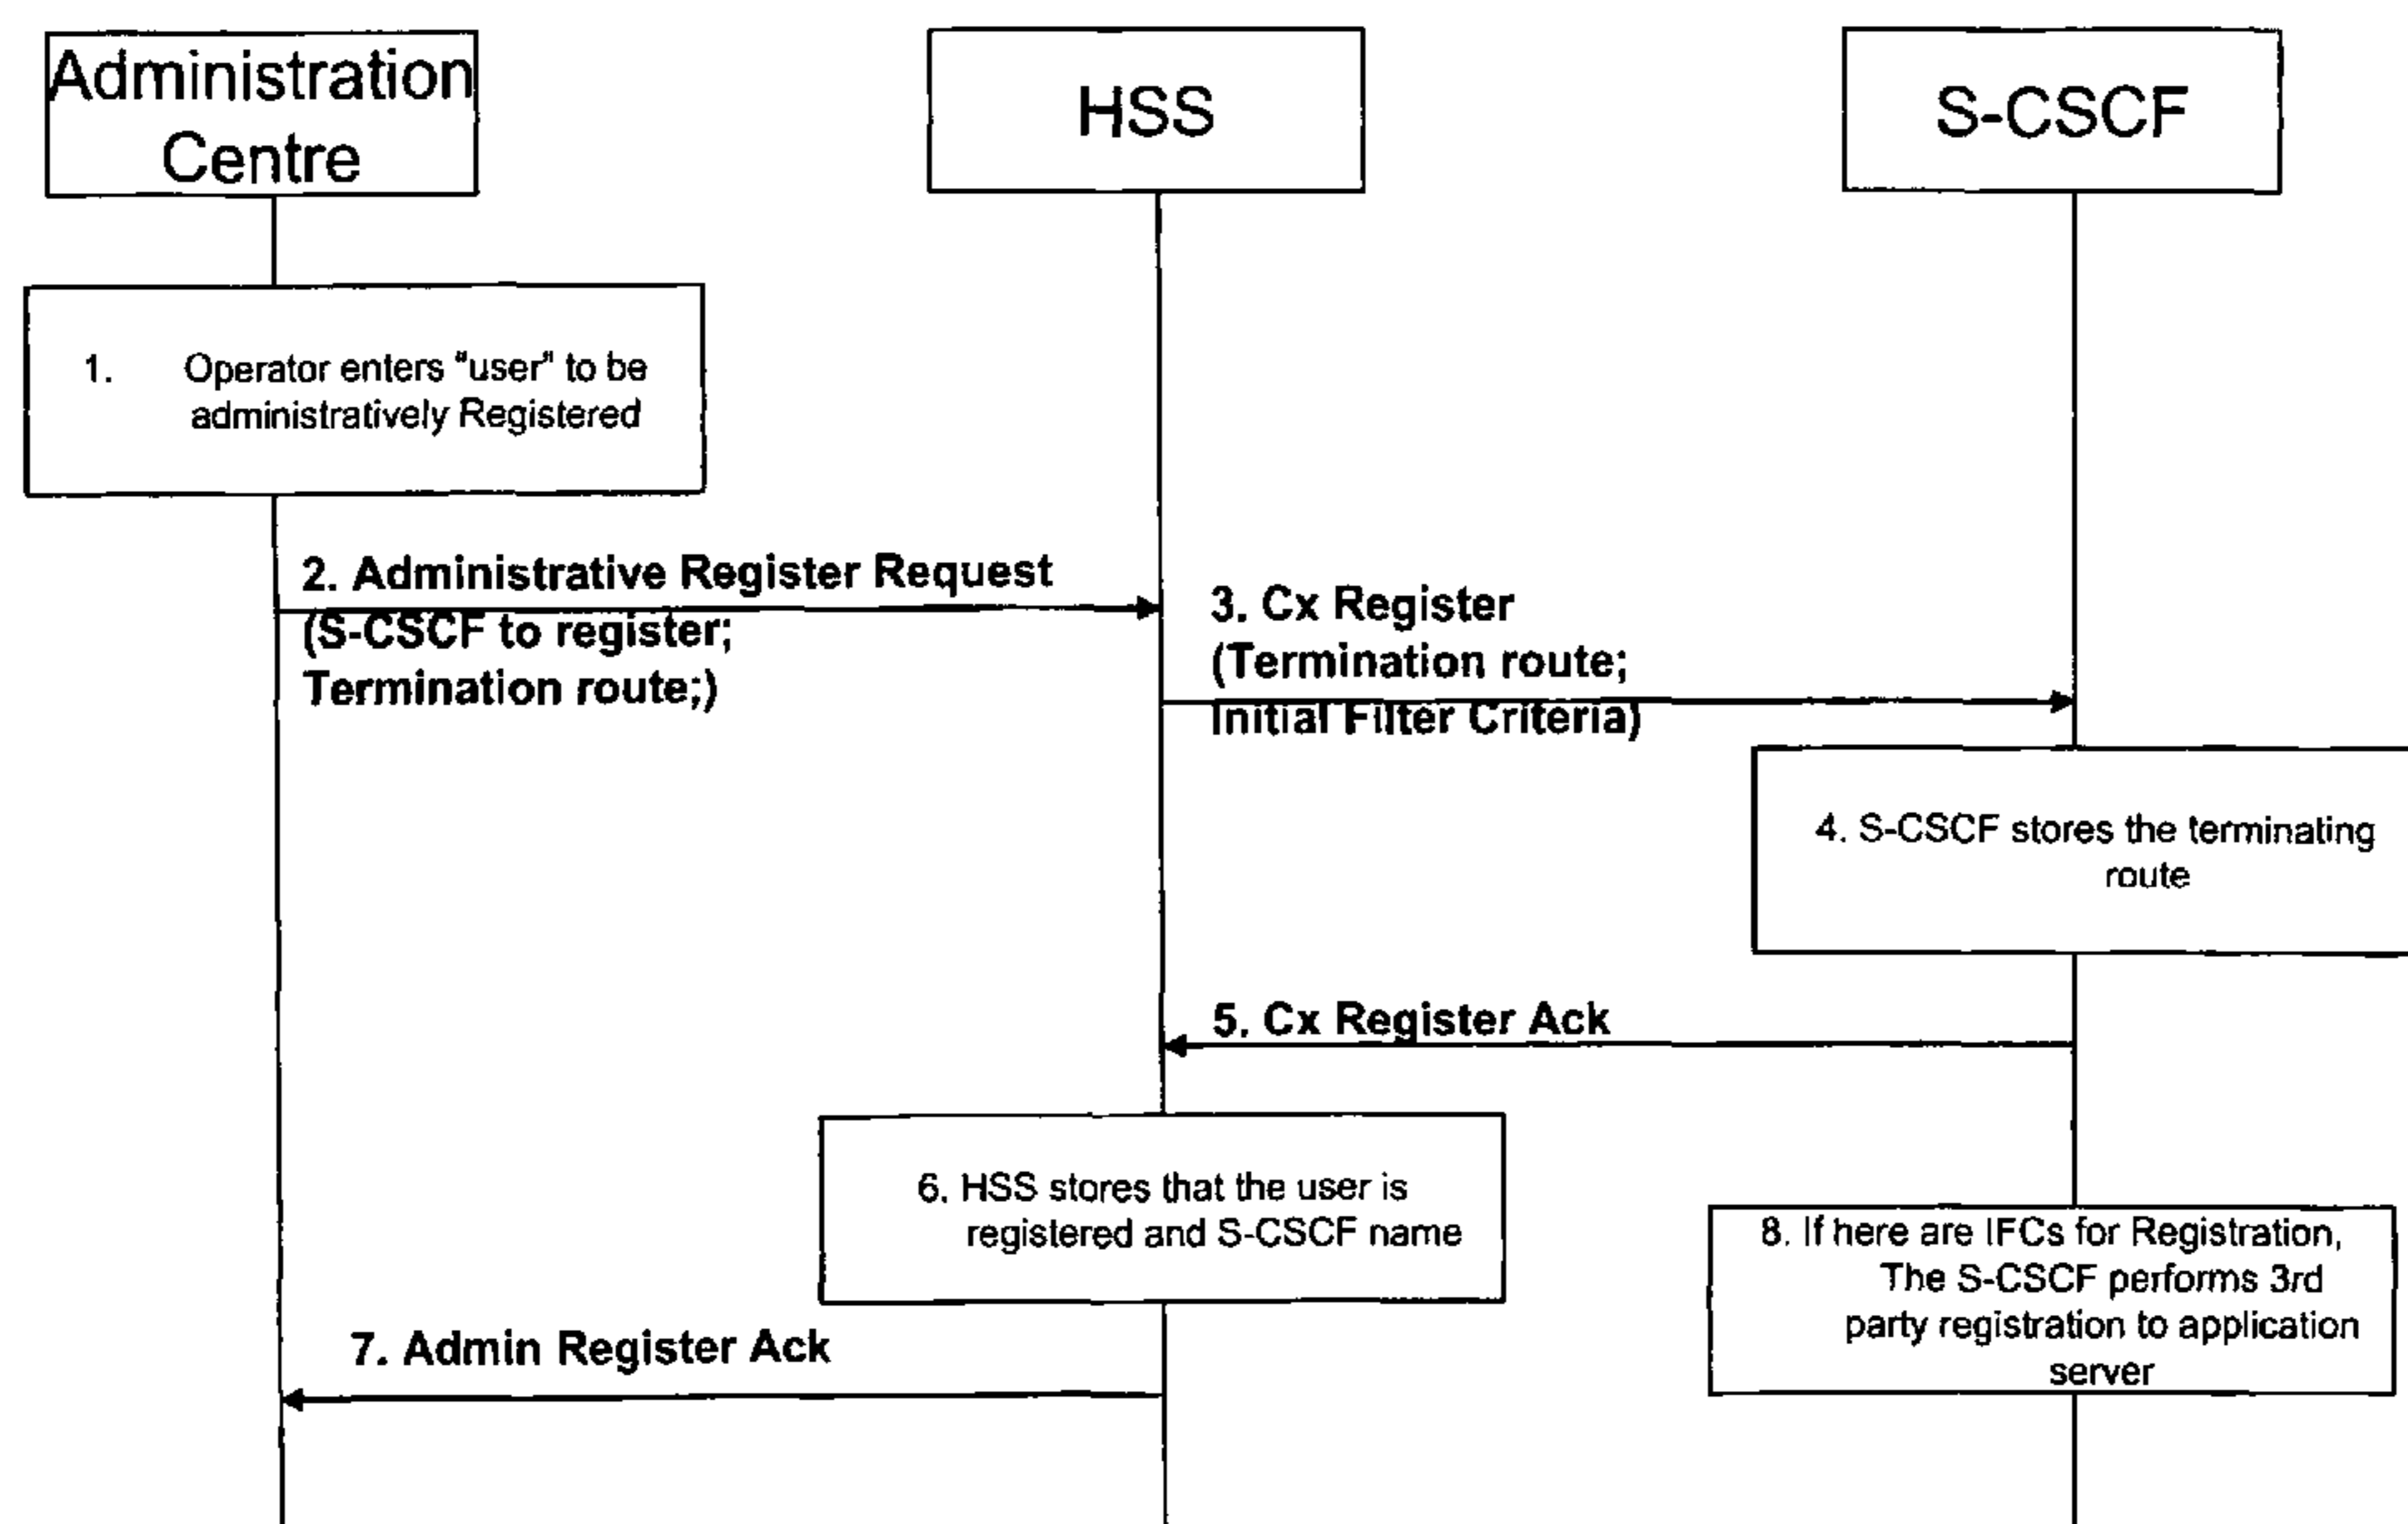 Administration
Centre
HSS
S-CSCF
1. Operator enters "user" to be
administratively Registered
2. Administrative Register Request
(S-CSCF to register;
Termination route;)
3. Cx Register
(Termination route;
Initial Filter Criteria)
4. S-CSCF stores the terminating
route
5. Cx Register Ack
6. HSS stores that the user is
registered and S-CSCF name
7. Admin Register Ack
8. If here are IFCs for Registration,
The S-CSCF performs 3rd
party registration to application
server